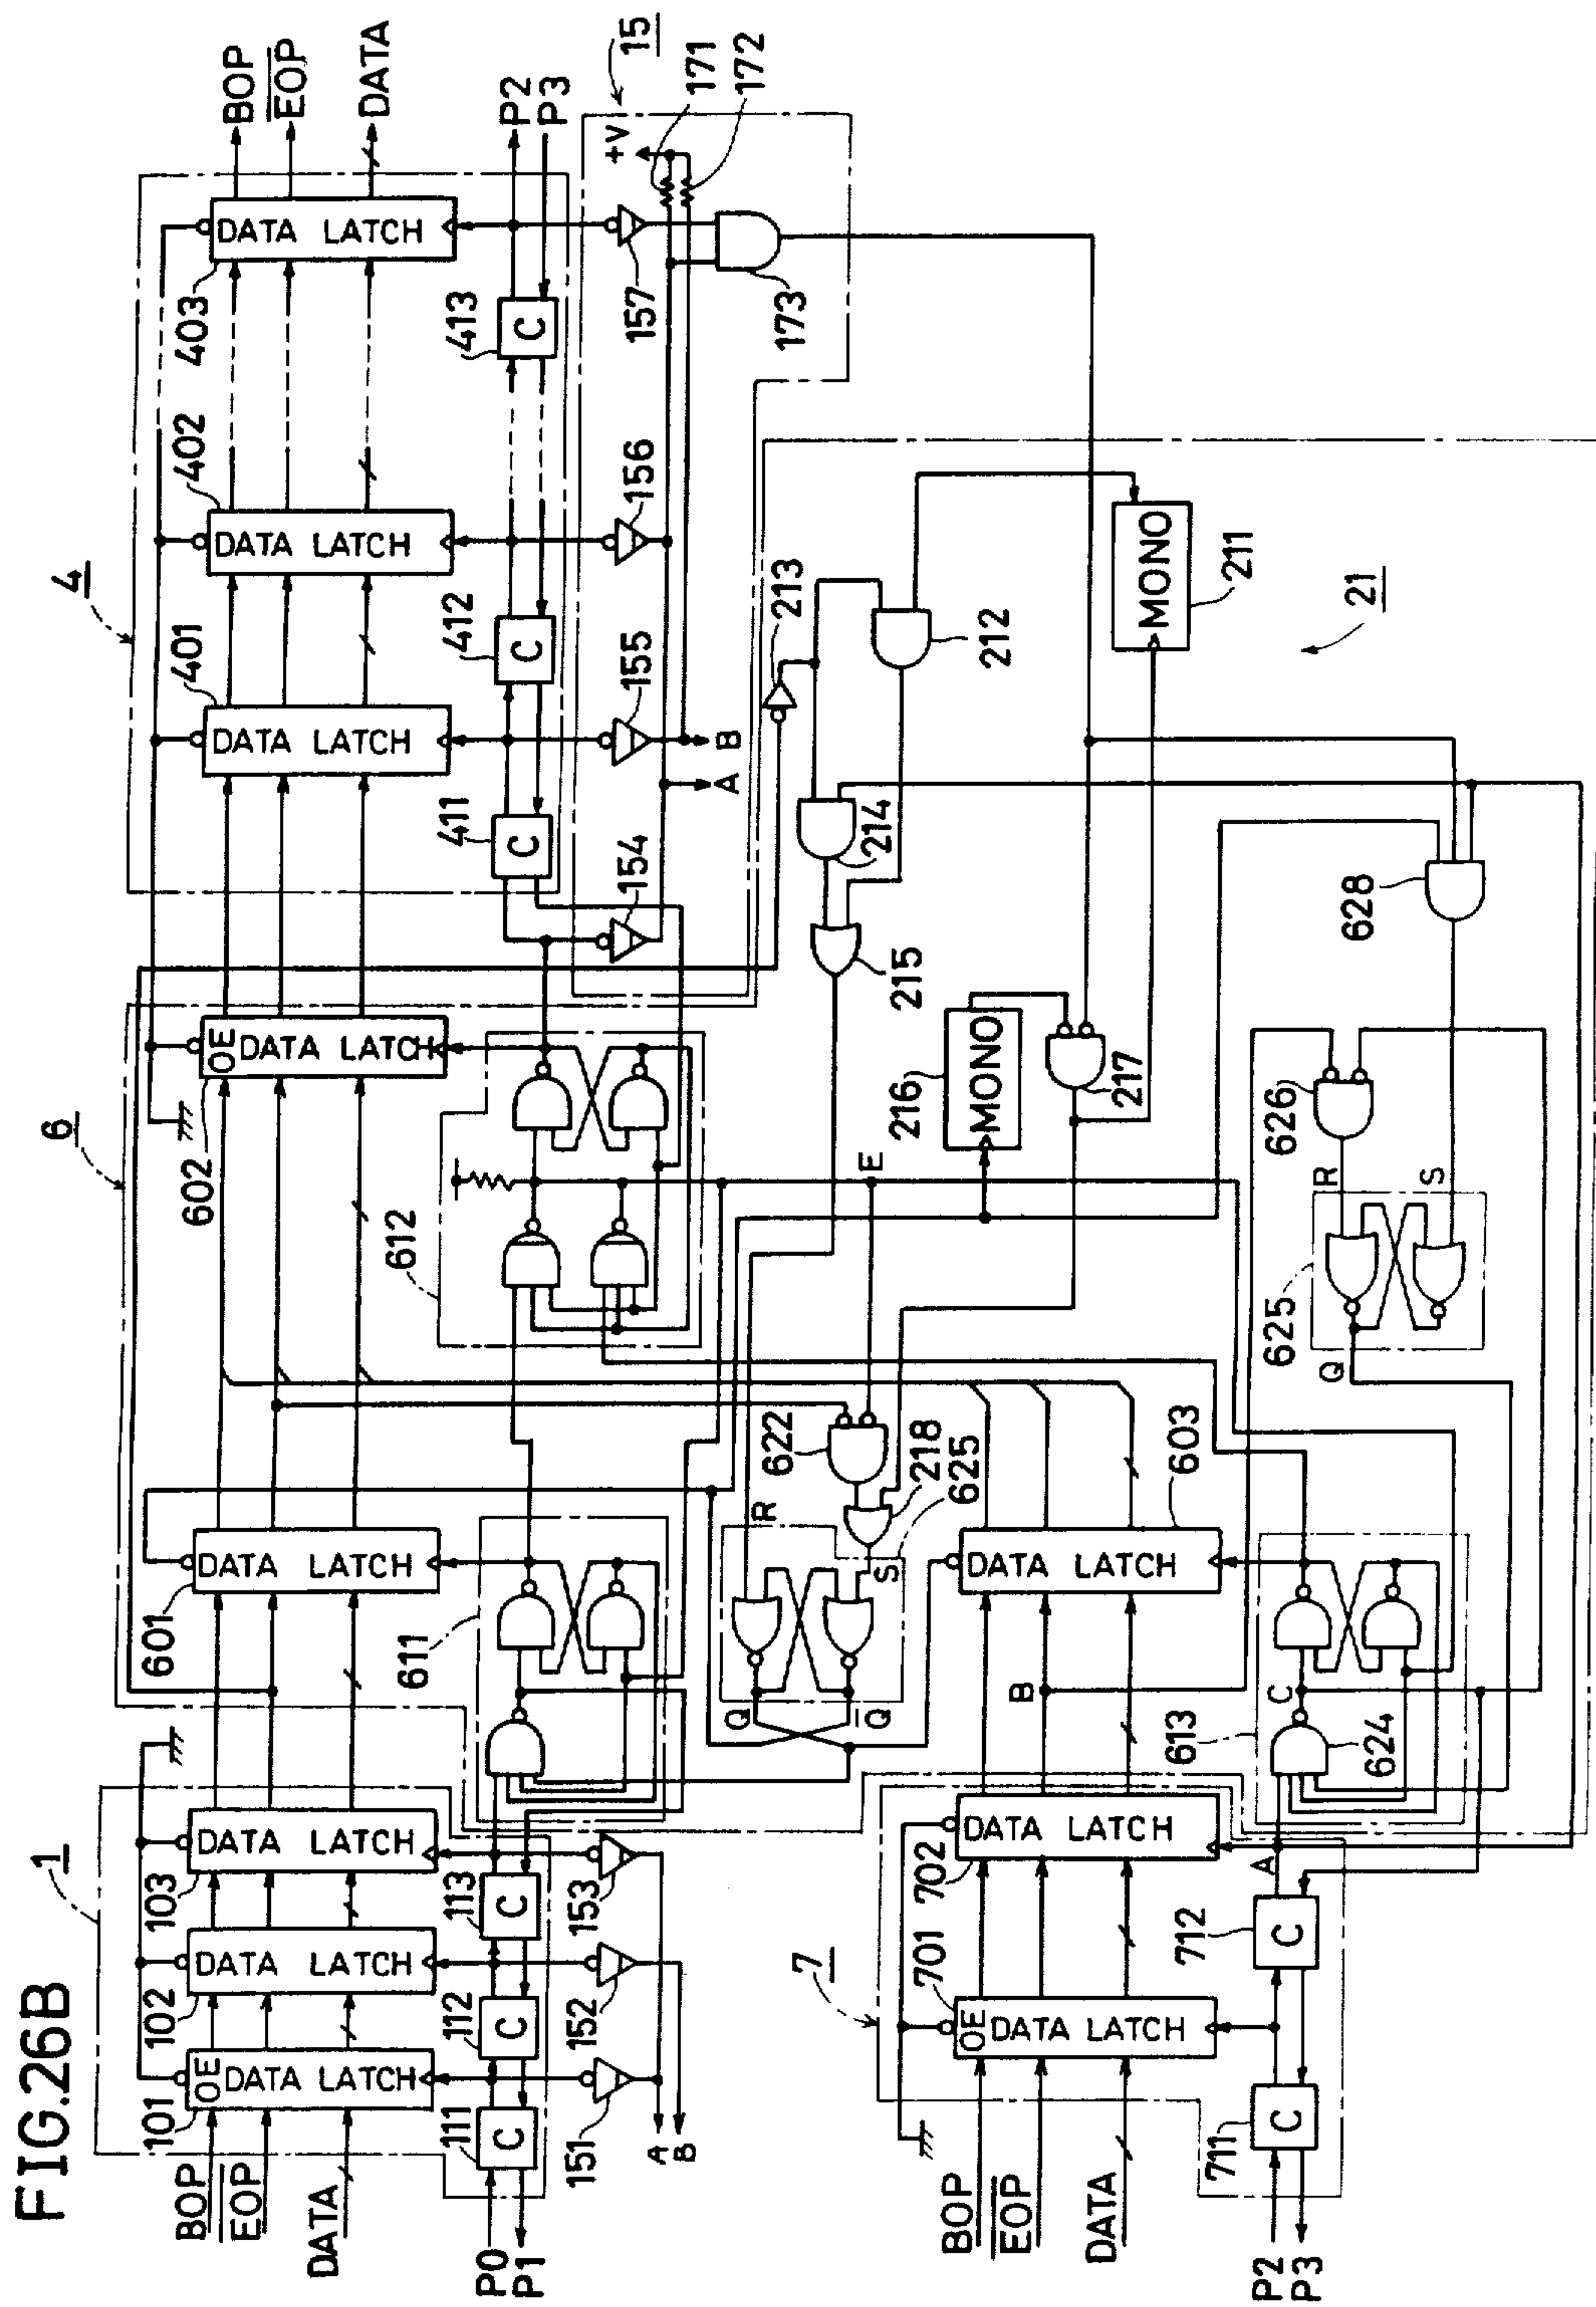 FIG.26B
1
6
4
15
BOP
EOP
DATA
P0
P1
101
102
103
OE
DATA LATCH
DATA LATCH
DATA LATCH
111
112
113
C
C
C
151
152
153
A
B
601
DATA LATCH
611
602
OE
DATA LATCH
612
401
402
403
DATA LATCH
DATA LATCH
DATA LATCH
BOP
EOP
DATA
411
412
413
C
C
C
P2
P3
154
155
156
157
A
B
+V
171
172
173
213
212
214
215
MONO
211
21
MONO
216
217
E
622
218
625
R
S
Q
Q
7
BOP
EOP
DATA
P2
P3
701
702
OE
DATA LATCH
DATA LATCH
711
712
C
C
A
B
C
603
DATA LATCH
613
624
625
Q
R
S
626
628